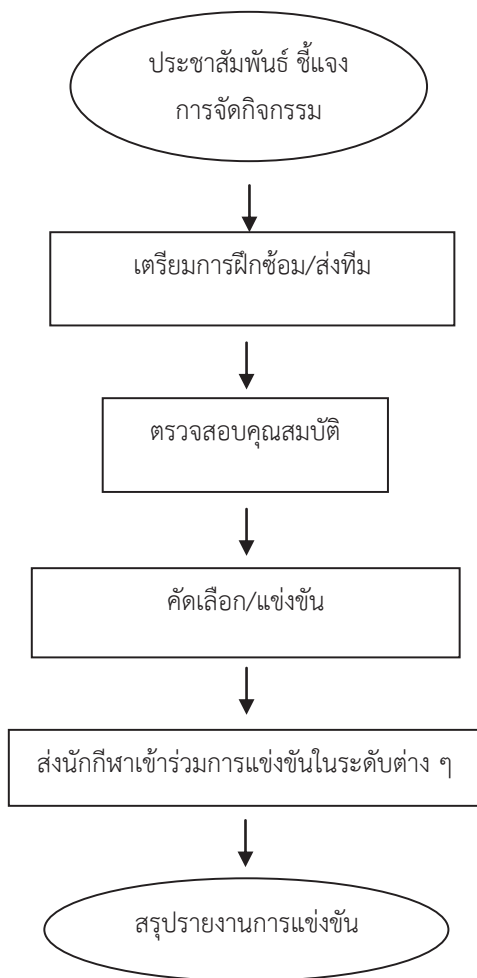 ประชาสัมพันธ์ ชี้แจง
การจัดกิจกรรม
เตรียมการฝึกซ้อม/ส่งทีม
ตรวจสอบคุณสมบัติ
คัดเลือก/แข่งขัน
ส่งนักกีฬาเข้าร่วมการแข่งขันในระดับต่าง ๆ
สรุปรายงานการแข่งขัน